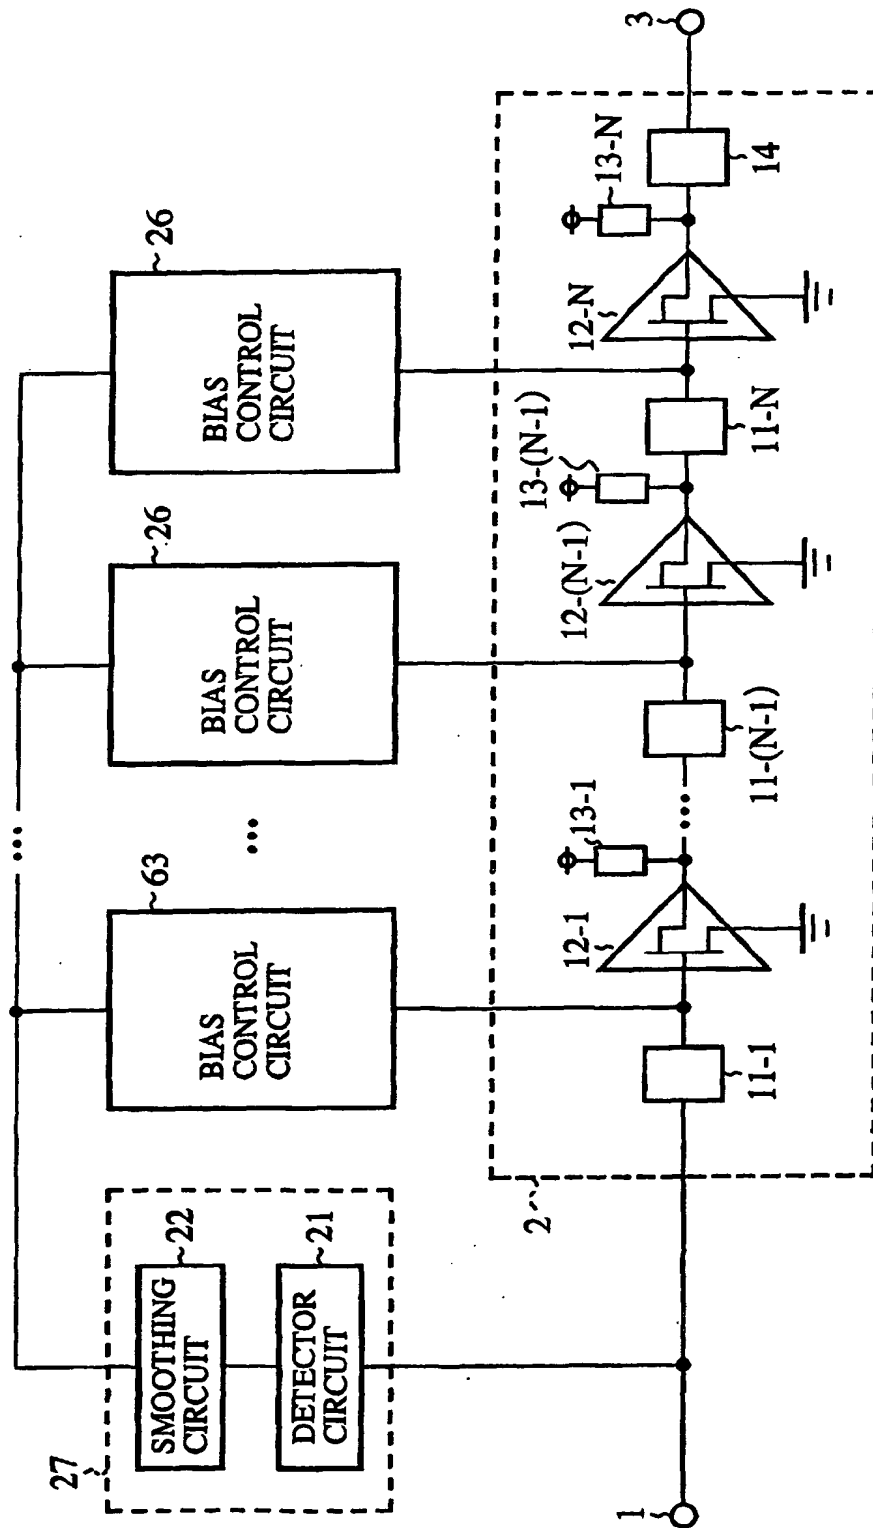 27
SMOOTHING
CIRCUIT
22
DETECTOR
CIRCUIT
21
BIAS
CONTROL
CIRCUIT
63
BIAS
CONTROL
CIRCUIT
26
BIAS
CONTROL
CIRCUIT
26
...
...
1
2
11-1
12-1
13-1
...
11-(N-1)
12-(N-1)
13-(N-1)
11-N
12-N
13-N
14
3